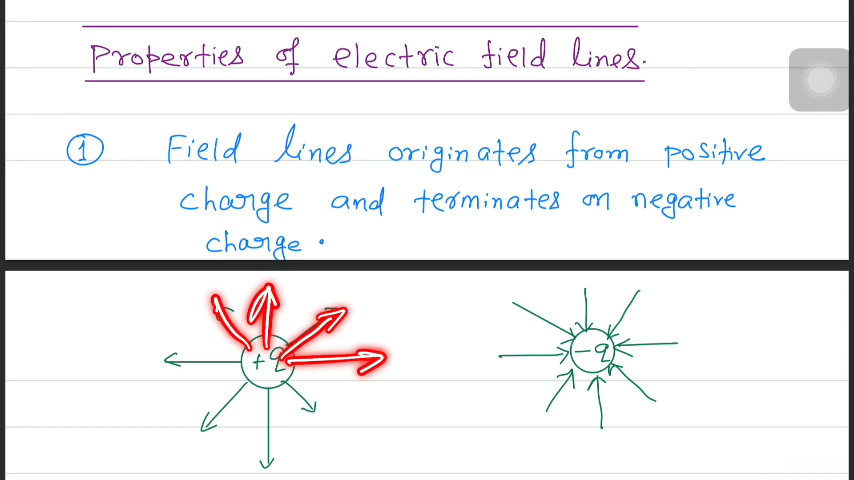 Properties of electric field lines.
① Field lines originates from positive
charge and terminates on negative
charge.
+q
-q